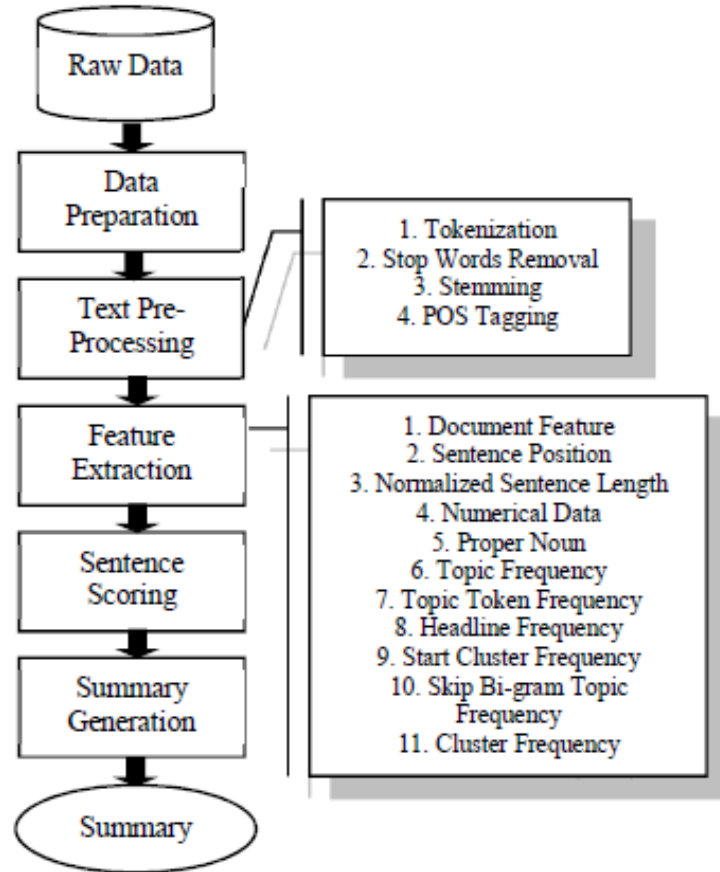 Raw Data
Data
Preparation
Text Pre-
Processing
1. Tokenization
2. Stop Words Removal
3. Stemming
4. POS Tagging
Feature
Extraction
1. Document Feature
2. Sentence Position
3. Normalized Sentence Length
4. Numerical Data
5. Proper Noun
6. Topic Frequency
7. Topic Token Frequency
8. Headline Frequency
9. Start Cluster Frequency
10. Skip Bi-gram Topic
Frequency
11. Cluster Frequency
Sentence
Scoring
Summary
Generation
Summary